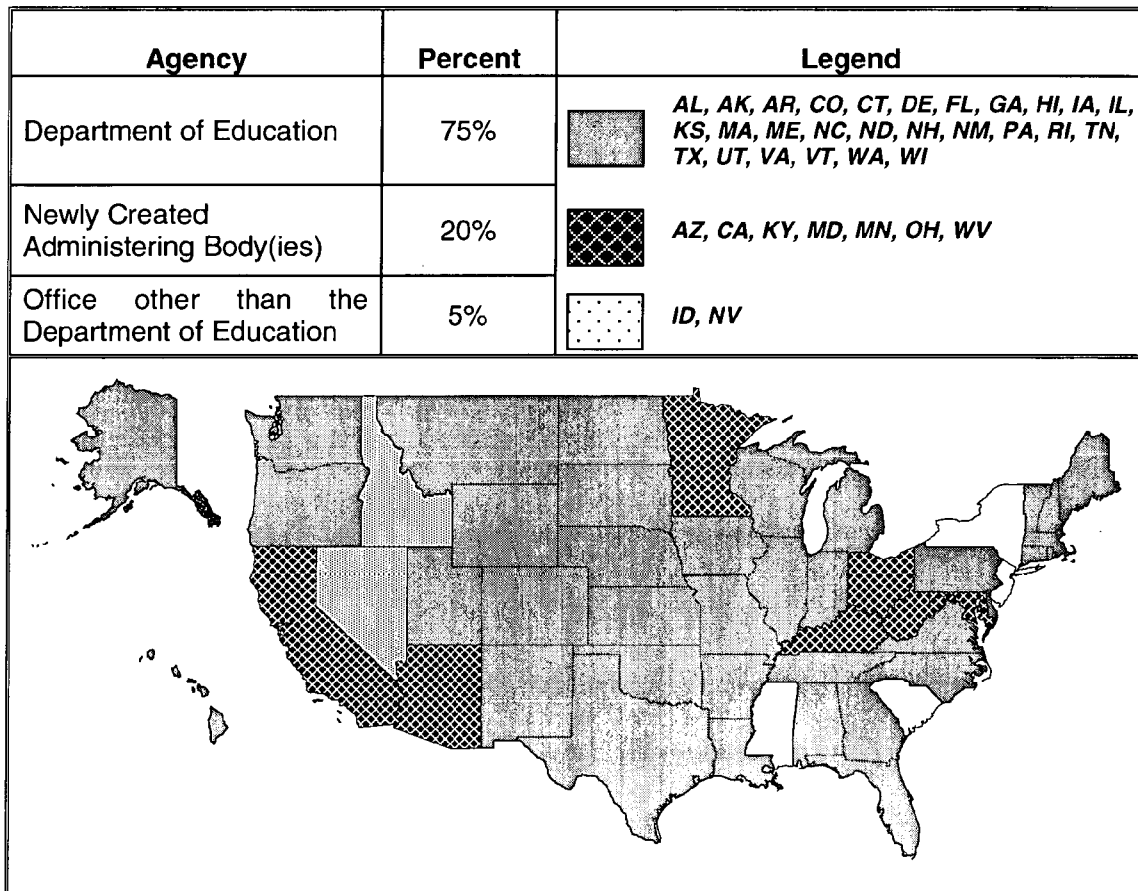 Agency Percent Legend
Department of Education 75%
AL, AK, AR, CO, CT, DE, FL, GA, HI, IA, IL,
KS, MA, ME, NC, ND, NH, NM, PA, RI, TN,
TX, UT, VA, VT, WA, WI
Newly Created
Administering Body(ies) 20%
AZ, CA, KY, MD, MN, OH, WV
Office other than the
Department of Education 5%
ID, NV